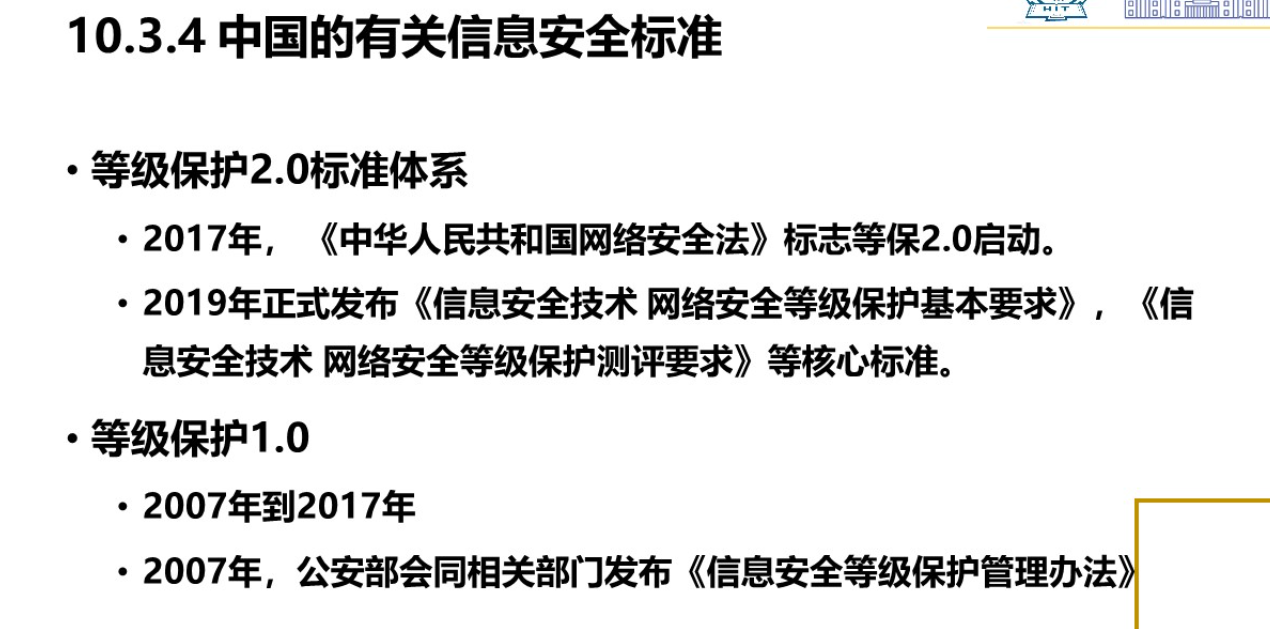 10.3.4 中国的有关信息安全标准
HIT
• 等级保护2.0标准体系
• 2017年，《中华人民共和国网络安全法》标志等保2.0启动。
• 2019年正式发布《信息安全技术 网络安全等级保护基本要求》，《信
息安全技术 网络安全等级保护测评要求》等核心标准。
• 等级保护1.0
• 2007年到2017年
• 2007年，公安部会同相关部门发布《信息安全等级保护管理办法》